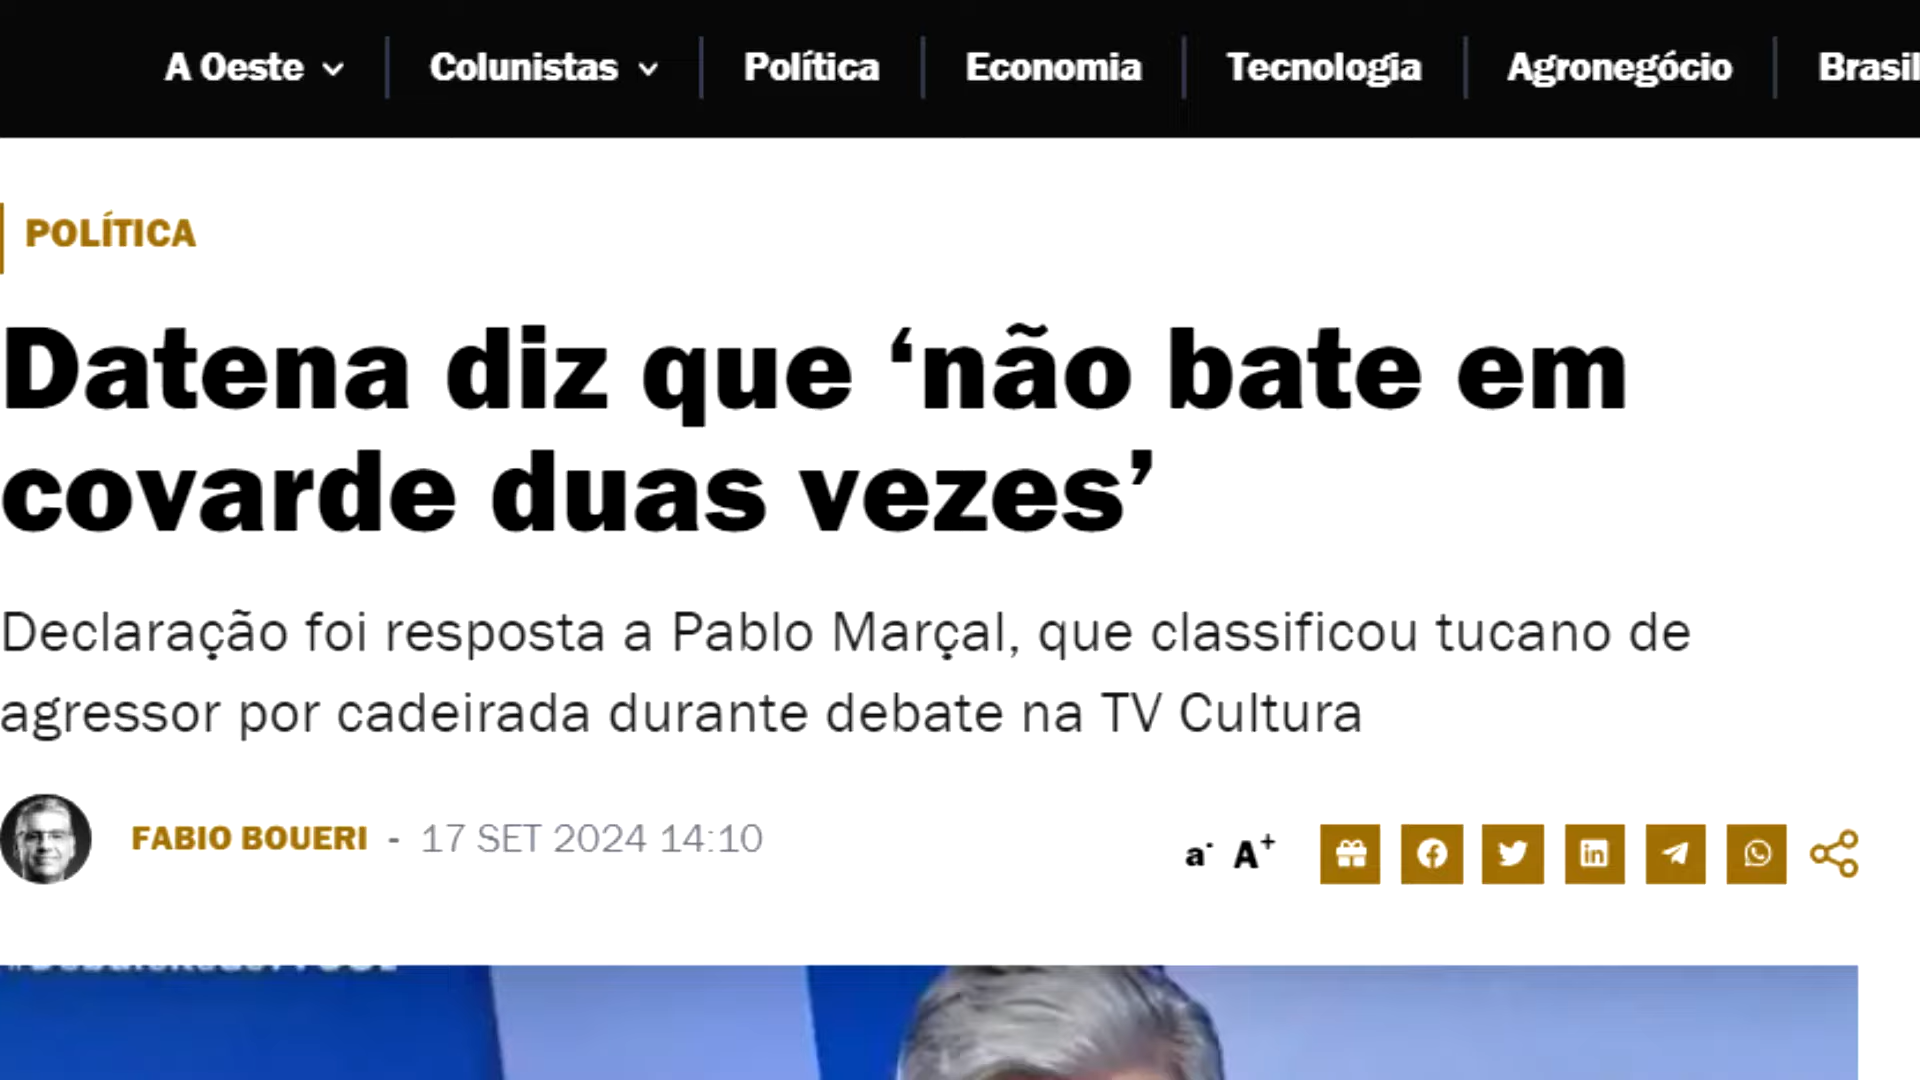 A Oeste
Colunistas
Política
Economia
Tecnologia
Agronegócio
Brasil
POLÍTICA
Datena diz que ‘não bate em
covarde duas vezes’
Declaração foi resposta a Pablo Marçal, que classificou tucano de
agressor por cadeirada durante debate na TV Cultura
FABIO BOUERI - 17 SET 2024 14:10
a- A+